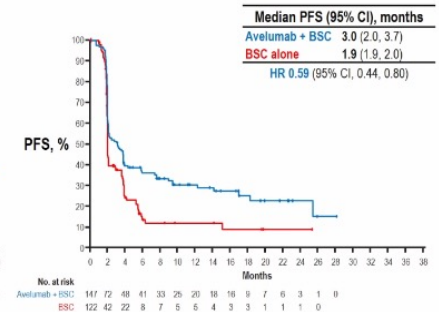 Median PFS (95% CI), months
Avelumab + BSC 3.0 (2.0, 3.7)
BSC alone 1.9 (1.9, 2.0)
HR 0.59 (95% CI, 0.44, 0.80)
PFS, %
100
90
80
70
60
50
40
30
20
10
0
0 2 4 6 8 10 12 14 16 18 20 22 24 26 28 30 32 34 36 38
Months
No. at risk
Avelumab + BSC 147 72 48 41 33 25 20 18 16 9 7 6 3 1 0
BSC 122 42 22 8 7 5 5 4 3 3 1 1 1 0